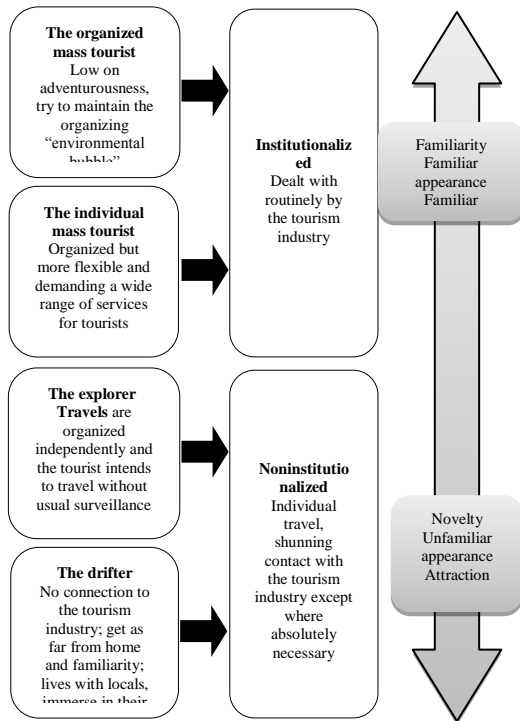 The organized
mass tourist
Low on
adventurousness,
try to maintain the
organizing
“environmental
bubble”
The individual
mass tourist
Organized but
more flexible and
demanding a wide
range of services
for tourists
The explorer
Travels are
organized
independently and
the tourist intends
to travel without
usual surveillance
The drifter
No connection to
the tourism
industry; get as
far from home and
familiarity;
lives with locals,
immerse in their
Institutionaliz
ed
Dealt with
routinely by the
tourism
industry
Noninstitutio
nalized
Individual
travel,
shunning
contact with
the tourism
industry except
where
absolutely
necessary
Familiarity
Familiar
appearance
Familiar
Novelty
Unfamiliar
appearance
Attraction